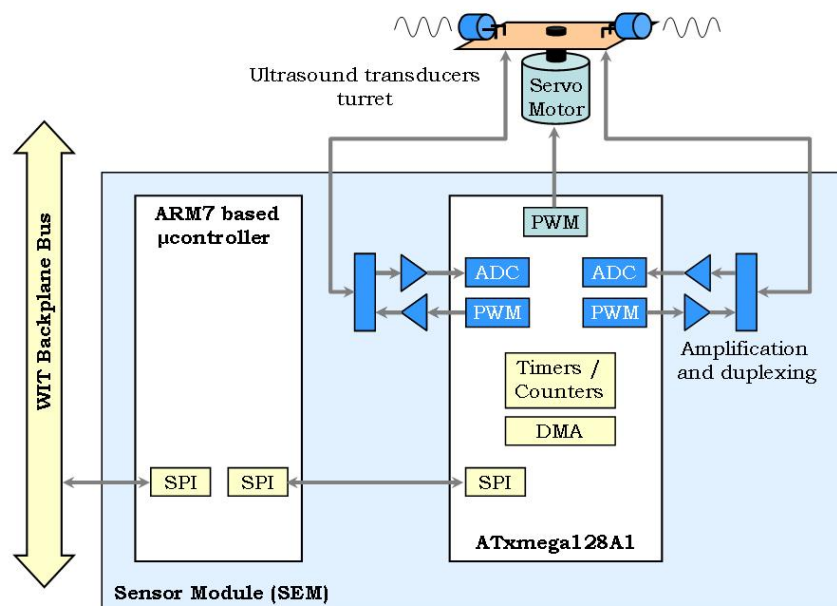 Ultrasound transducers
turret
Servo
Motor
WIT Backplane Bus
ARM7 based
µcontroller
PWM
ADC
PWM
ADC
PWM
Amplification
and duplexing
Timers /
Counters
DMA
SPI
SPI
SPI
ATxmega128A1
Sensor Module (SEM)